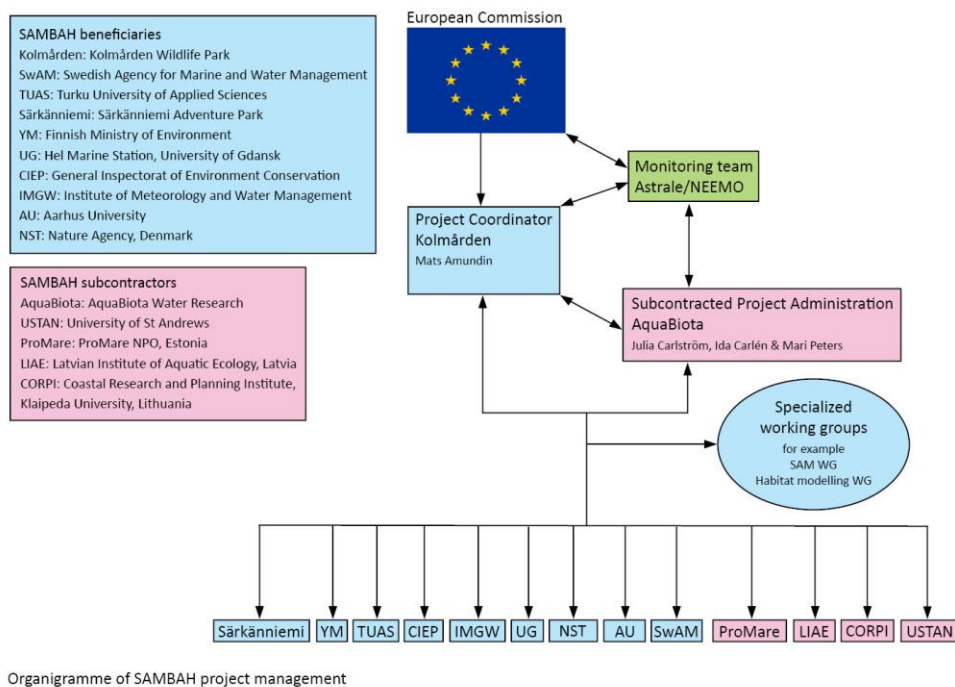 SAMBAH beneficiaries
Kolmården: Kolmården Wildlife Park
SwAM: Swedish Agency for Marine and Water Management
TUAS: Turku University of Applied Sciences
Särkänniemi: Särkänniemi Adventure Park
YM: Finnish Ministry of Environment
UG: Hel Marine Station, University of Gdansk
CIEP: General Inspectorat of Environment Conservation
IMGW: Institute of Meteorology and Water Management
AU: Aarhus University
NST: Nature Agency, Denmark
SAMBAH subcontractors
AquaBiota: AquaBiota Water Research
USTAN: University of St Andrews
ProMare: ProMare NPO, Estonia
LIAE: Latvian Institute of Aquatic Ecology, Latvia
CORPI: Coastal Research and Planning Institute,
Klaipeda University, Lithuania
European Commission
Monitoring team
Astrale/NEEMO
Project Coordinator
Kolmården
Mats Amundin
Subcontracted Project Administration
AquaBiota
Julia Carlström, Ida Carlén & Mari Peters
Specialized
working groups
for example
SAM WG
Habitat modelling WG
Särkänniemi
YM
TUAS
CIEP
IMGW
UG
NST
AU
SwAM
ProMare
LIAE
CORPI
USTAN
Organigramme of SAMBAH project management